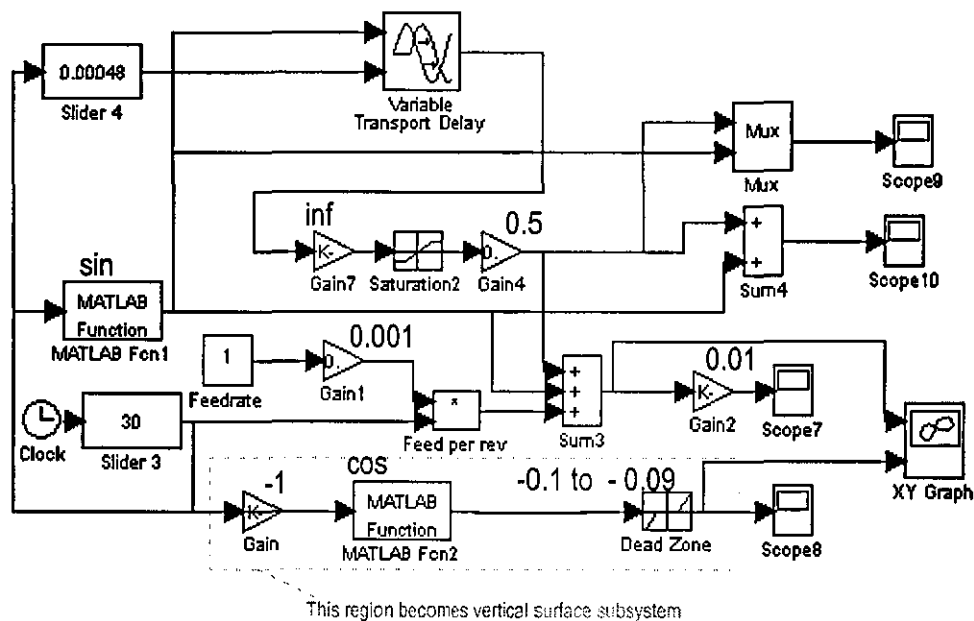 0.00048
Slider 4
Variable
Transport Delay
Mux
Mux
Scope9
inf
K-
Gain7
Saturation2
0.5
0.
Gain4
+
+
Sum4
Scope10
sin
MATLAB
Function
MATLAB Fcn1
1
Feedrate
0.001
0.
Gain1
*
Feed per rev
+
+
+
Sum3
0.01
K-
Gain2
Scope7
Clock
30
Slider 3
XY Graph
-1
K-
Gain
cos
MATLAB
Function
MATLAB Fcn2
-0.1 to - 0.09
Dead Zone
Scope8
This region becomes vertical surface subsystem